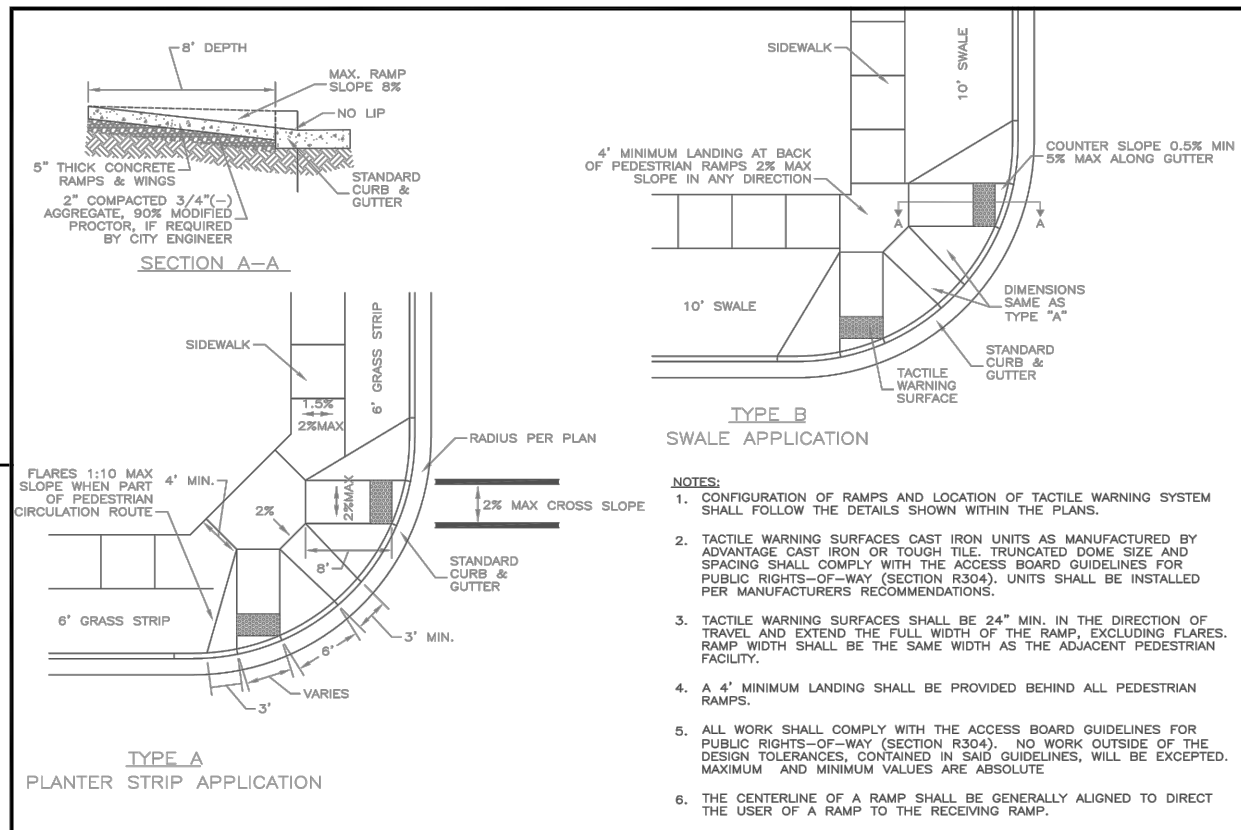 8' DEPTH
MAX. RAMP
SLOPE 8%
NO LIP
5" THICK CONCRETE
RAMPS & WINGS
STANDARD
CURB &
GUTTER
2" COMPACTED 3/4"(-)
AGGREGATE, 90% MODIFIED
PROCTOR, IF REQUIRED
BY CITY ENGINEER
SECTION A-A
SIDEWALK
10' SWALE
4' MINIMUM LANDING AT BACK
OF PEDESTRIAN RAMPS 2% MAX
SLOPE IN ANY DIRECTION
COUNTER SLOPE 0.5% MIN
5% MAX ALONG GUTTER
A
A
10' SWALE
DIMENSIONS
SAME AS
TYPE "A"
STANDARD
CURB &
GUTTER
TACTILE
WARNING
SURFACE
TYPE B
SWALE APPLICATION
SIDEWALK
6' GRASS STRIP
1.5%
2%MAX
RADIUS PER PLAN
FLARES 1:10 MAX
SLOPE WHEN PART
OF PEDESTRIAN
CIRCULATION ROUTE
4' MIN.
2%
2%MAX
2% MAX CROSS SLOPE
8'
STANDARD
CURB &
GUTTER
6' GRASS STRIP
3' MIN.
6'
VARIES
3'
TYPE A
PLANTER STRIP APPLICATION
NOTES:
1. CONFIGURATION OF RAMPS AND LOCATION OF TACTILE WARNING SYSTEM
SHALL FOLLOW THE DETAILS SHOWN WITHIN THE PLANS.
2. TACTILE WARNING SURFACES CAST IRON UNITS AS MANUFACTURED BY
ADVANTAGE CAST IRON OR TOUGH TILE. TRUNCATED DOME SIZE AND
SPACING SHALL COMPLY WITH THE ACCESS BOARD GUIDELINES FOR
PUBLIC RIGHTS-OF-WAY (SECTION R304). UNITS SHALL BE INSTALLED
PER MANUFACTURERS RECOMMENDATIONS.
3. TACTILE WARNING SURFACES SHALL BE 24" MIN. IN THE DIRECTION OF
TRAVEL AND EXTEND THE FULL WIDTH OF THE RAMP, EXCLUDING FLARES.
RAMP WIDTH SHALL BE THE SAME WIDTH AS THE ADJACENT PEDESTRIAN
FACILITY.
4. A 4' MINIMUM LANDING SHALL BE PROVIDED BEHIND ALL PEDESTRIAN
RAMPS.
5. ALL WORK SHALL COMPLY WITH THE ACCESS BOARD GUIDELINES FOR
PUBLIC RIGHTS-OF-WAY (SECTION R304). NO WORK OUTSIDE OF THE
DESIGN TOLERANCES, CONTAINED IN SAID GUIDELINES, WILL BE EXCEPTED.
MAXIMUM AND MINIMUM VALUES ARE ABSOLUTE
6. THE CENTERLINE OF A RAMP SHALL BE GENERALLY ALIGNED TO DIRECT
THE USER OF A RAMP TO THE RECEIVING RAMP.